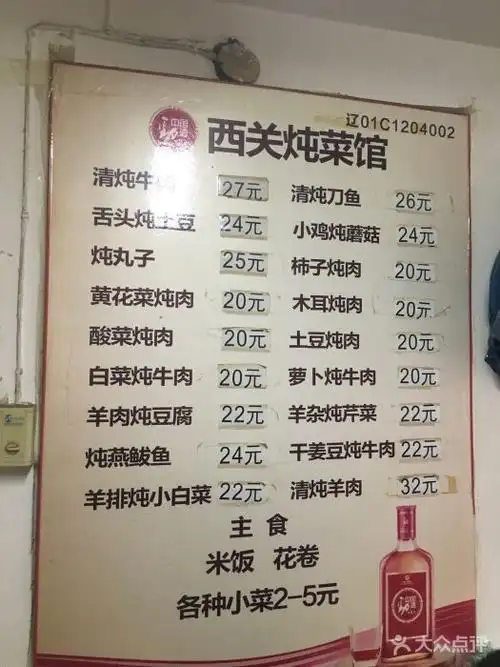 辽01C1204002
西关炖菜馆
清炖牛 27元 清炖刀鱼 26元
舌头炖土豆 24元 小鸡炖蘑菇 24元
炖丸子 25元 柿子炖肉 20元
黄花菜炖肉 20元 木耳炖肉 20元
酸菜炖肉 20元 土豆炖肉 20元
白菜炖牛肉 20元 萝卜炖牛肉 20元
羊肉炖豆腐 22元 羊杂炖芹菜 22元
炖燕鲅鱼 24元 干姜豆炖牛肉 22元
羊排炖小白菜 22元 清炖羊肉 32元
主食
米饭 花卷
各种小菜2-5元
大众点评